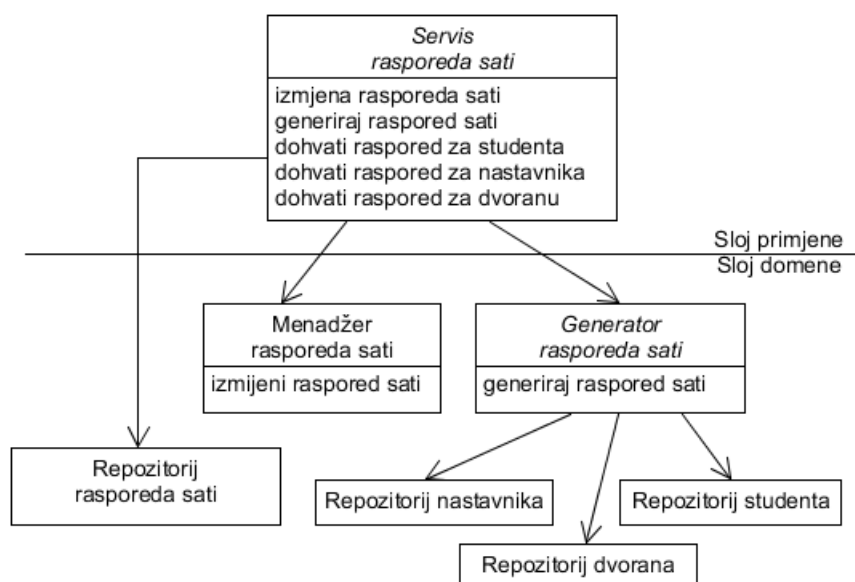 Servis
rasporeda sati
izmjena rasporeda sati
generiraj raspored sati
dohvati raspored za studenta
dohvati raspored za nastavnika
dohvati raspored za dvoranu
Sloj primjene
Sloj domene
Menadžer
rasporeda sati
izmijeni raspored sati
Generator
rasporeda sati
generiraj raspored sati
Repozitorij
rasporeda sati
Repozitorij nastavnika
Repozitorij studenta
Repozitorij dvorana